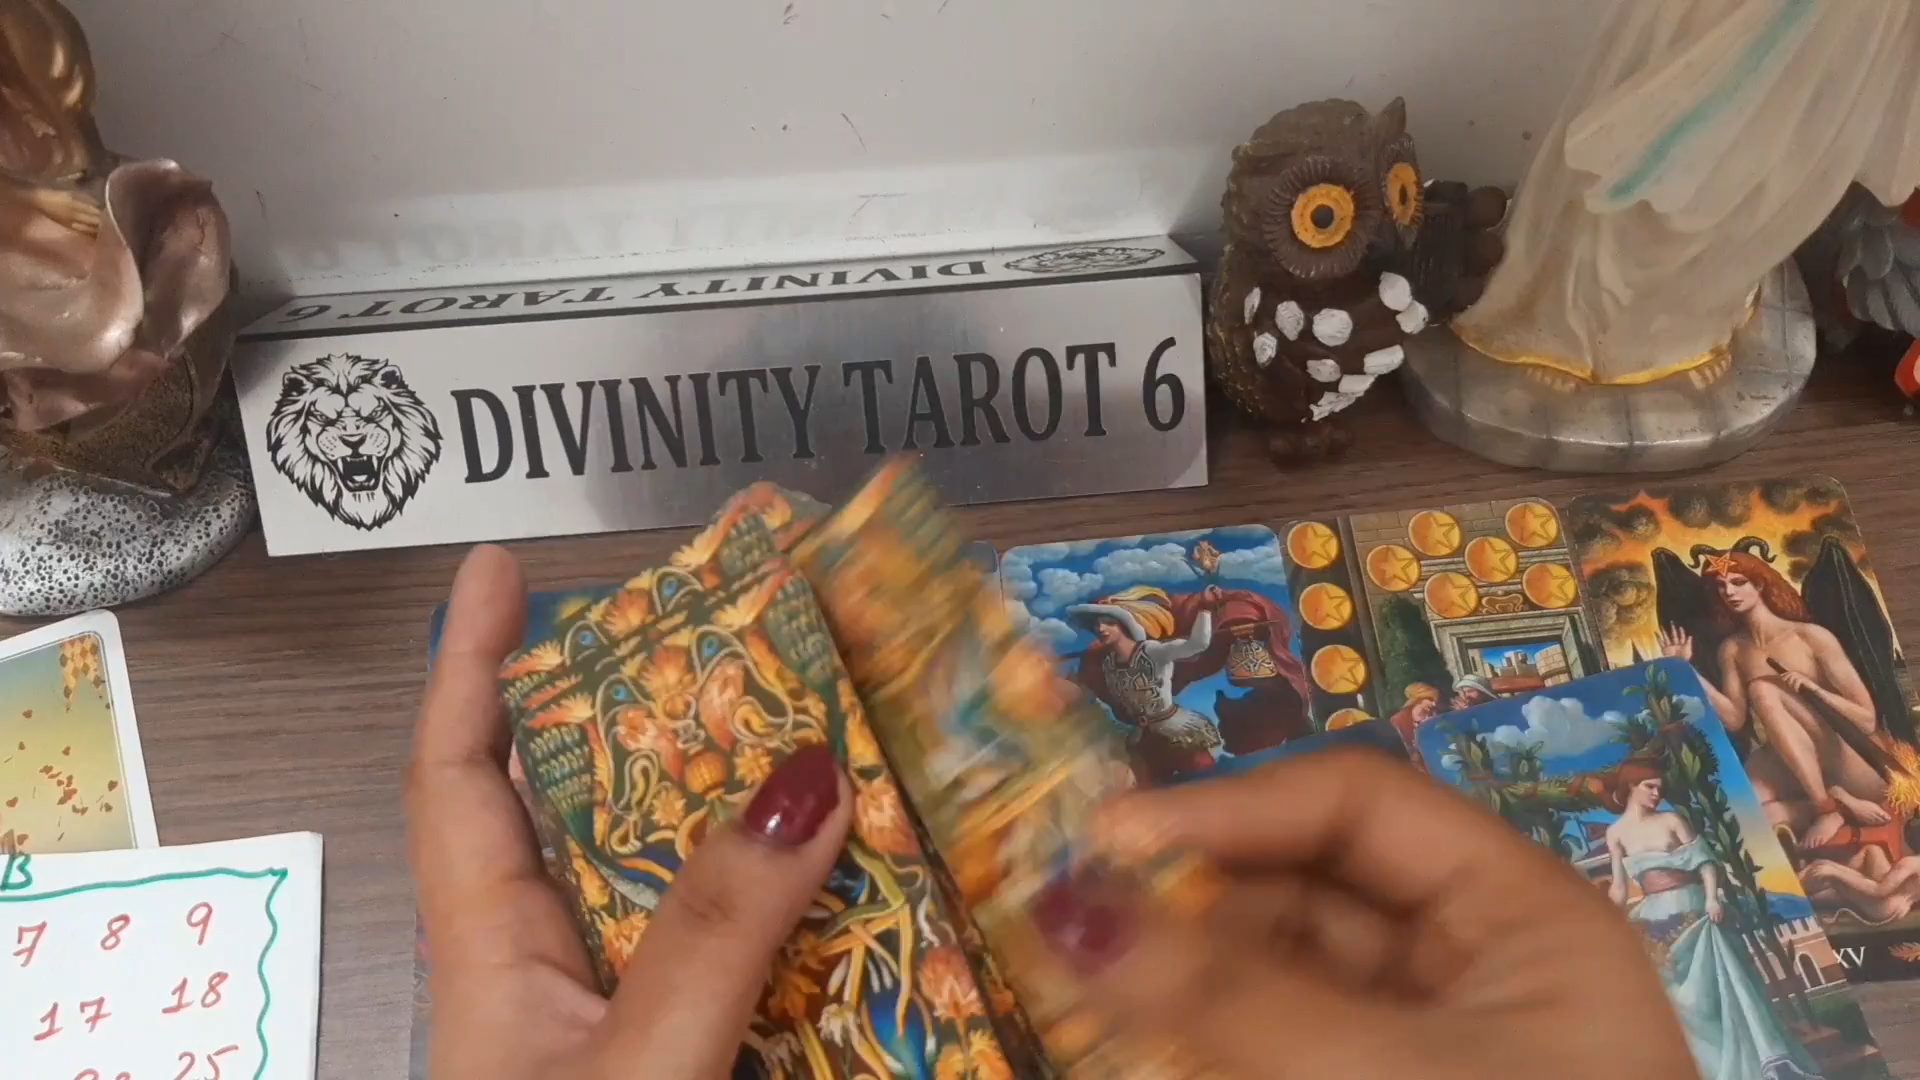 DIVINITY TAROT 6
DIVINITY TAROT 6
B
7 8 9
17 18
25
XV